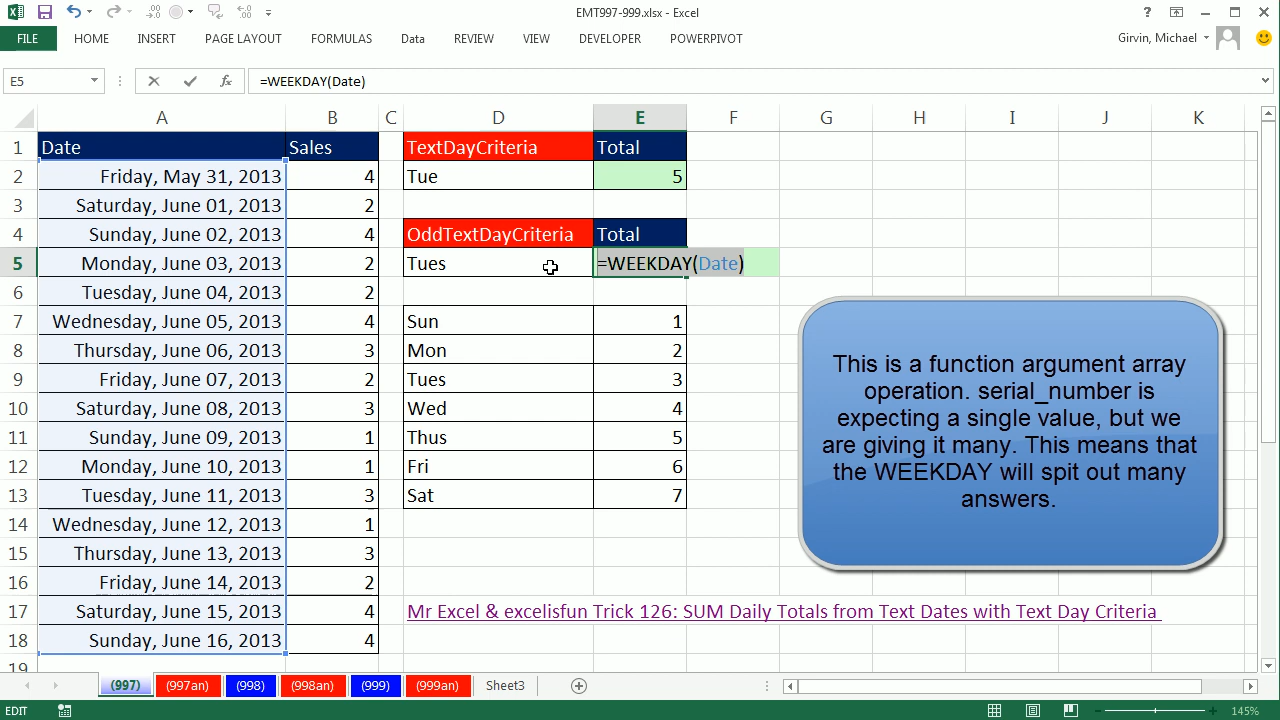 EMT997-999.xlsx - Excel
FILE HOME INSERT PAGE LAYOUT FORMULAS Data REVIEW VIEW DEVELOPER POWERPIVOT Girvin, Michael
E5 =WEEKDAY(Date)
A B C D E F G H I J K
1 Date Sales TextDayCriteria Total
2 Friday, May 31, 2013 4 Tue 5
3 Saturday, June 01, 2013 2
4 Sunday, June 02, 2013 4 OddTextDayCriteria Total
5 Monday, June 03, 2013 2 Tues =WEEKDAY(Date)
6 Tuesday, June 04, 2013 2
7 Wednesday, June 05, 2013 4 Sun 1
8 Thursday, June 06, 2013 3 Mon 2
9 Friday, June 07, 2013 2 Tues 3
10 Saturday, June 08, 2013 3 Wed 4
11 Sunday, June 09, 2013 1 Thus 5
12 Monday, June 10, 2013 1 Fri 6
13 Tuesday, June 11, 2013 3 Sat 7
14 Wednesday, June 12, 2013 1
15 Thursday, June 13, 2013 3
16 Friday, June 14, 2013 2
17 Saturday, June 15, 2013 4 Mr Excel & excelisfun Trick 126: SUM Daily Totals from Text Dates with Text Day Criteria
18 Sunday, June 16, 2013 4
19
This is a function argument array
operation. serial_number is
expecting a single value, but we
are giving it many. This means that
the WEEKDAY will spit out many
answers.
(997) (997an) (998) (998an) (999) (999an) Sheet3
EDIT 145%